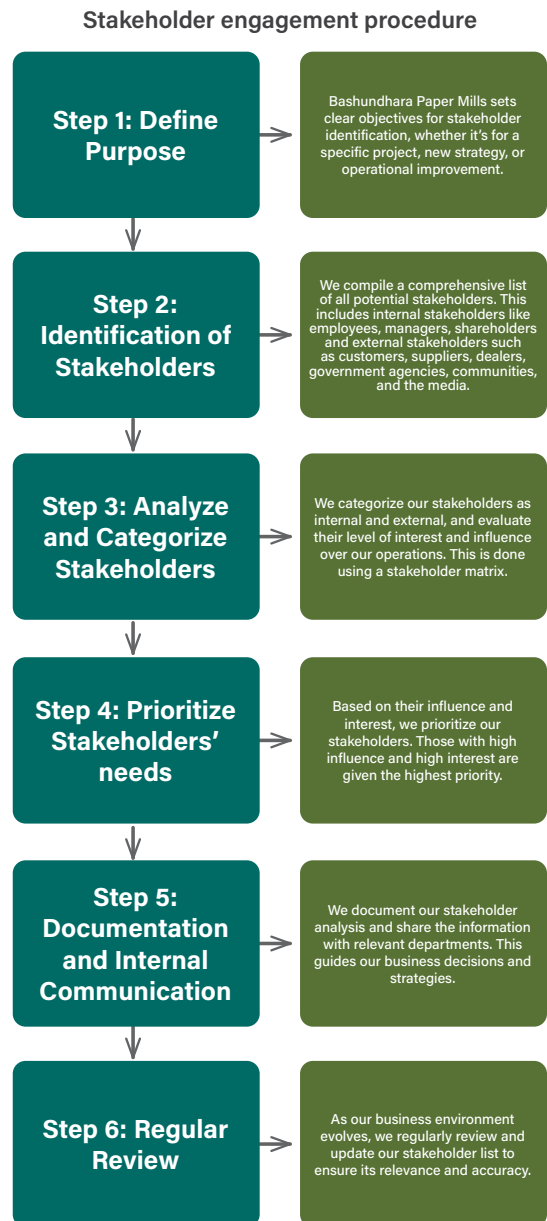 Stakeholder engagement procedure
Step 1: Define
Purpose
Bashundhara Paper Mills sets
clear objectives for stakeholder
identification, whether it's for a
specific project, new strategy, or
operational improvement.
Step 2:
Identification of
Stakeholders
We compile a comprehensive list
of all potential stakeholders. This
includes internal stakeholders like
employees, managers, shareholders
and external stakeholders such
as customers, suppliers, dealers,
government agencies, communities,
and the media.
Step 3: Analyze
and Categorize
Stakeholders
We categorize our stakeholders as
internal and external, and evaluate
their level of interest and influence
over our operations. This is done
using a stakeholder matrix.
Step 4: Prioritize
Stakeholders'
needs
Based on their influence and
interest, we prioritize our
stakeholders. Those with high
influence and high interest are
given the highest priority.
Step 5:
Documentation
and Internal
Communication
We document our stakeholder
analysis and share the information
with relevant departments. This
guides our business decisions and
strategies.
Step 6: Regular
Review
As our business environment
evolves, we regularly review and
update our stakeholder list to
ensure its relevance and accuracy.